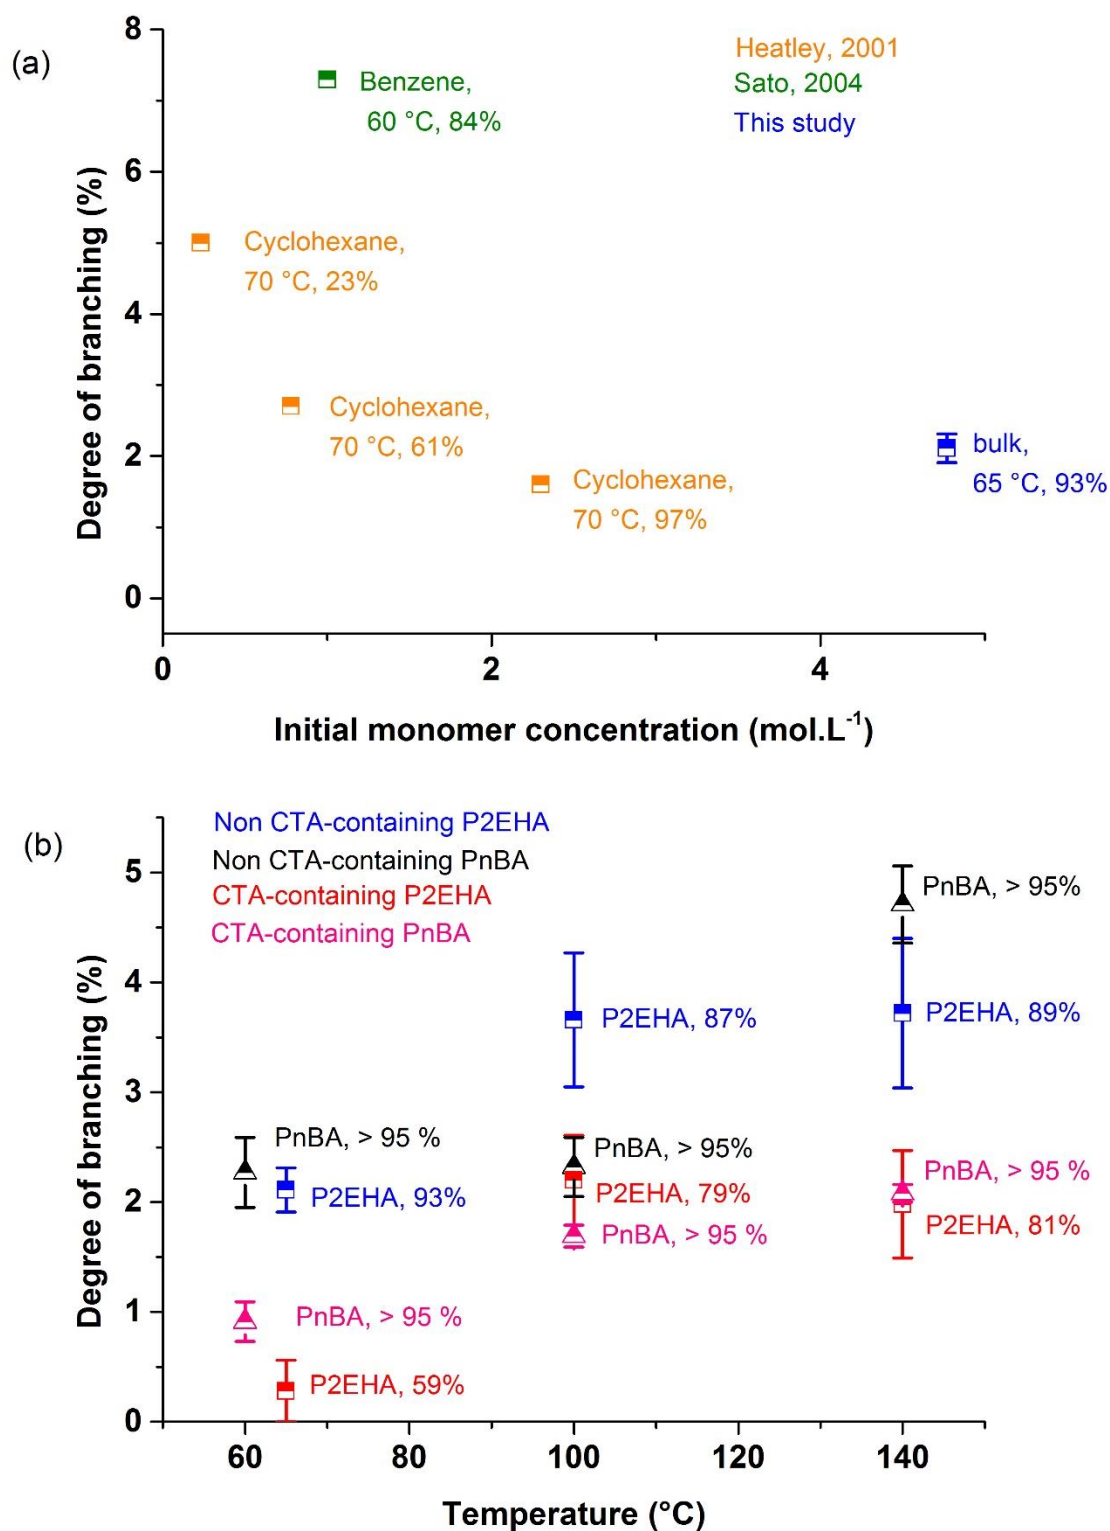 (a)
8
6
4
2
0
Degree of branching (%)
Heatley, 2001
Sato, 2004
This study
Benzene,
60 °C, 84%
Cyclohexane,
70 °C, 23%
Cyclohexane,
70 °C, 61%
Cyclohexane,
70 °C, 97%
bulk,
65 °C, 93%
0 2 4
Initial monomer concentration (mol.L⁻¹)
(b)
Non CTA-containing P2EHA
Non CTA-containing PnBA
CTA-containing P2EHA
CTA-containing PnBA
5
4
3
2
1
0
Degree of branching (%)
PnBA, > 95%
P2EHA, 87%
P2EHA, 89%
PnBA, > 95 %
P2EHA, 93%
PnBA, > 95%
P2EHA, 79%
PnBA, > 95 %
PnBA, > 95 %
P2EHA, 81%
PnBA, > 95 %
P2EHA, 59%
60 80 100 120 140
Temperature (°C)